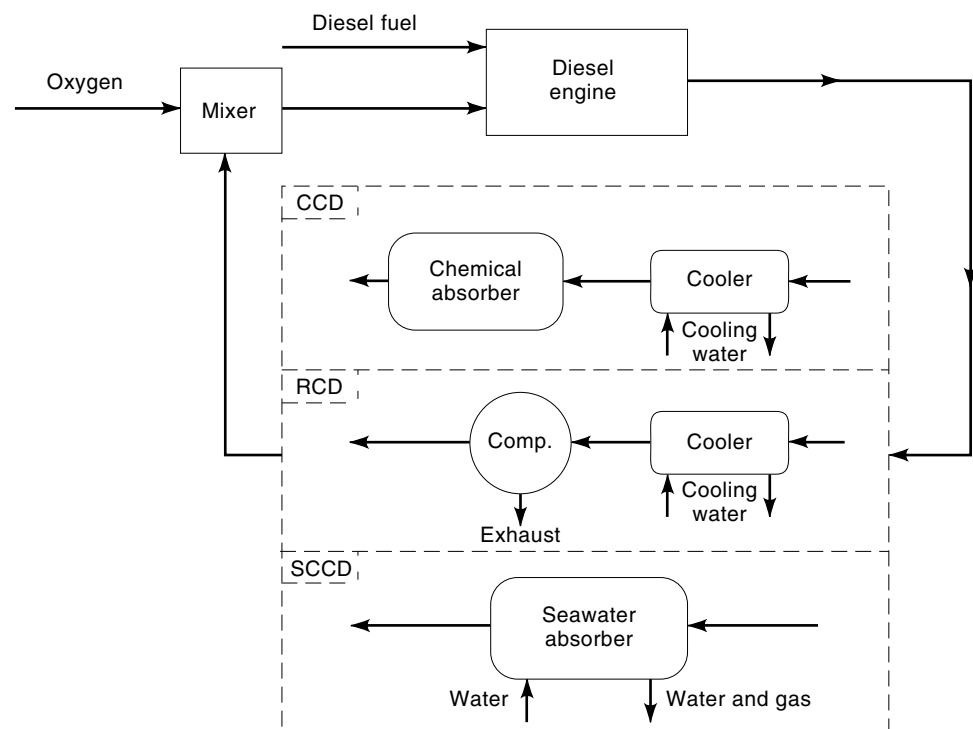 Diesel fuel
Oxygen
Mixer
Diesel
engine
CCD
Chemical
absorber
Cooler
Cooling
water
RCD
Comp.
Cooler
Cooling
water
Exhaust
SCCD
Seawater
absorber
Water
Water and gas